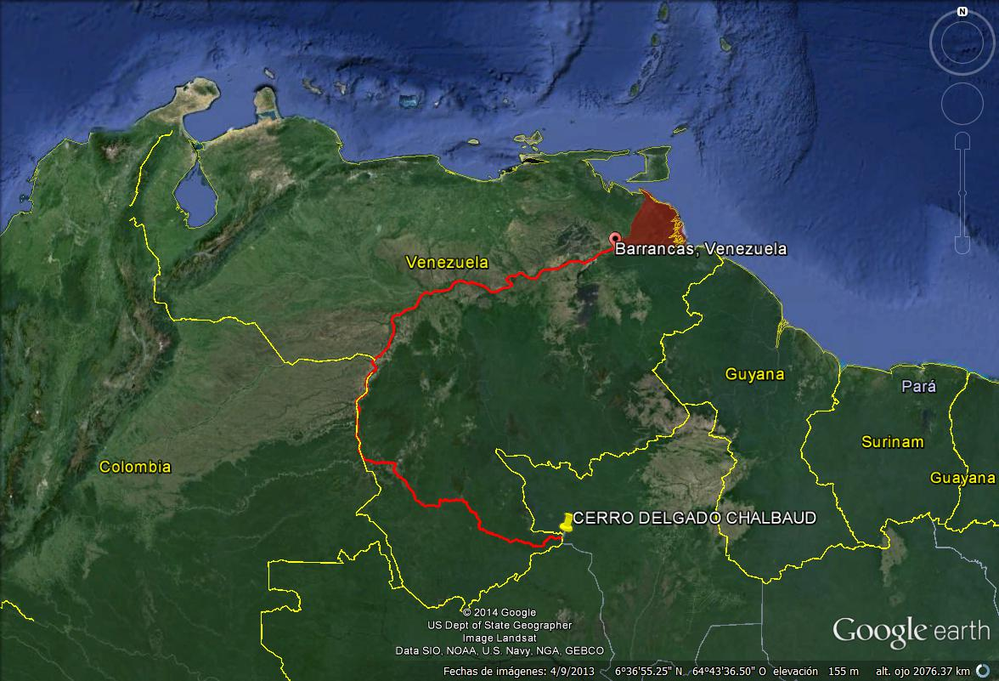 N
Barrancas, Venezuela
Venezuela
Guyana
Pará
Surinam
Colombia
Guayana
CERRO DELGADO CHALBAUD
© 2014 Google
US Dept of State Geographer
Image Landsat
Data SIO, NOAA, U.S. Navy, NGA, GEBCO
Google earth
Fechas de imágenes: 4/9/2013 6°36'55.25" N 64°43'36.50" O elevación 155 m alt. ojo 2076.37 km